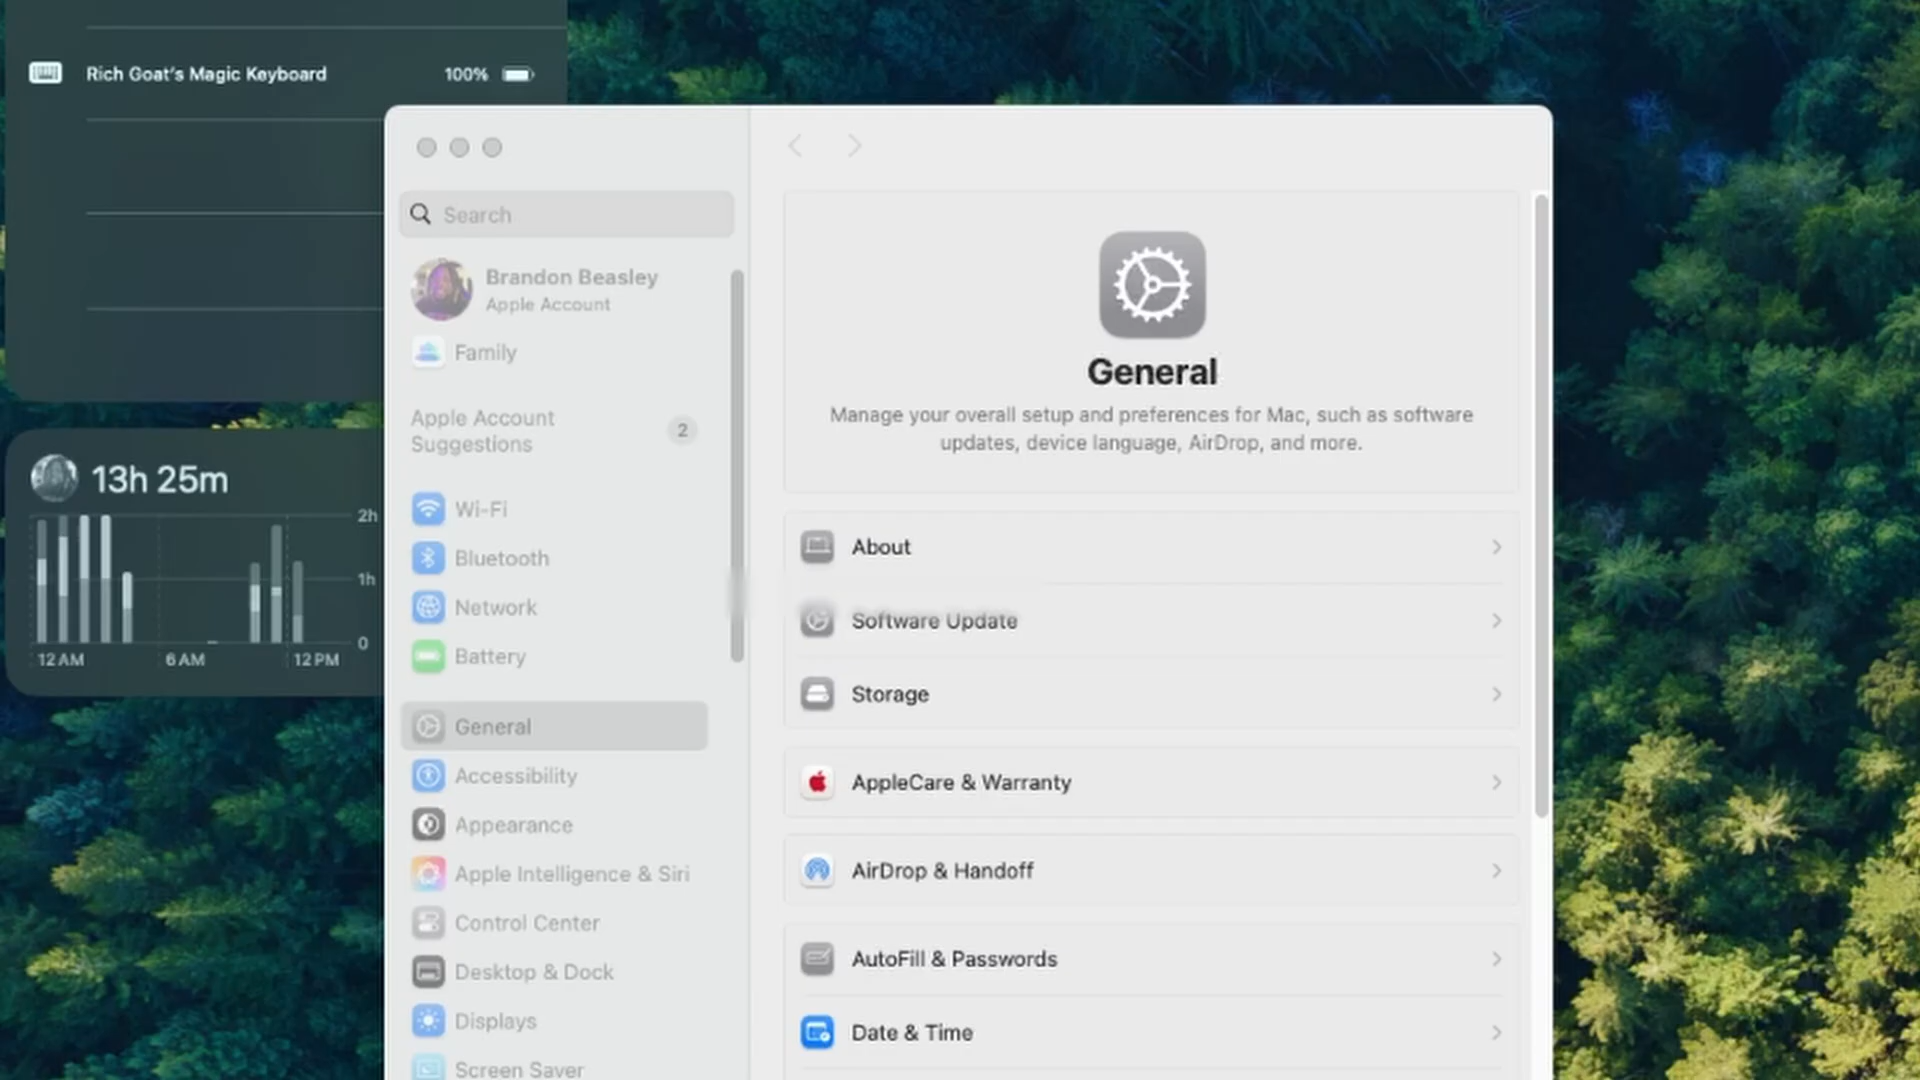 Rich Goat's Magic Keyboard 100%
13h 25m
2h
1h
0
12 AM 6 AM 12 PM
Search
Brandon Beasley
Apple Account
Family
Apple Account
Suggestions
2
Wi-Fi
Bluetooth
Network
Battery
General
Accessibility
Appearance
Apple Intelligence & Siri
Control Center
Desktop & Dock
Displays
Screen Saver
General
Manage your overall setup and preferences for Mac, such as software
updates, device language, AirDrop, and more.
About
Software Update
Storage
AppleCare & Warranty
AirDrop & Handoff
AutoFill & Passwords
Date & Time